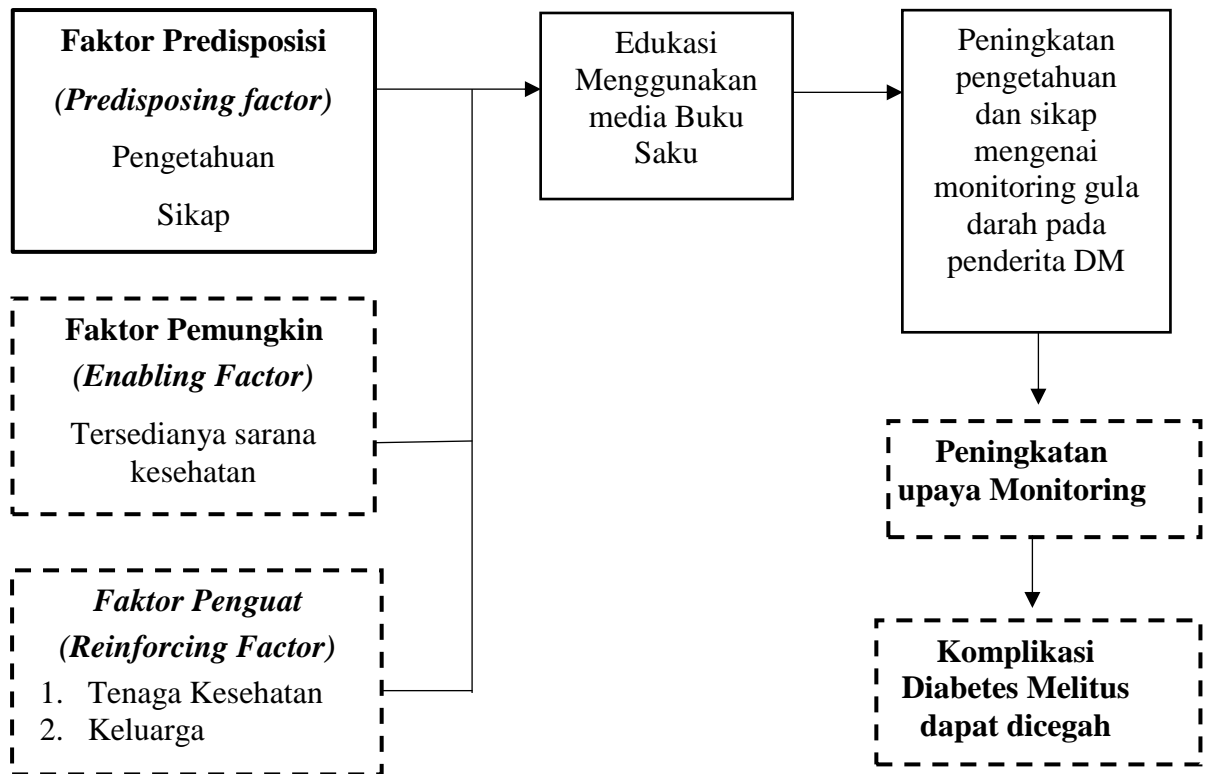 Faktor Predisposisi
(Predisposing factor)
Pengetahuan
Sikap
Edukasi
Menggunakan
media Buku
Saku
Peningkatan
pengetahuan
dan sikap
mengenai
monitoring gula
darah pada
penderita DM
Faktor Pemungkin
(Enabling Factor)
Tersedianya sarana
kesehatan
Peningkatan
upaya Monitoring
Faktor Penguat
(Reinforcing Factor)
1. Tenaga Kesehatan
2. Keluarga
Komplikasi
Diabetes Melitus
dapat dicegah